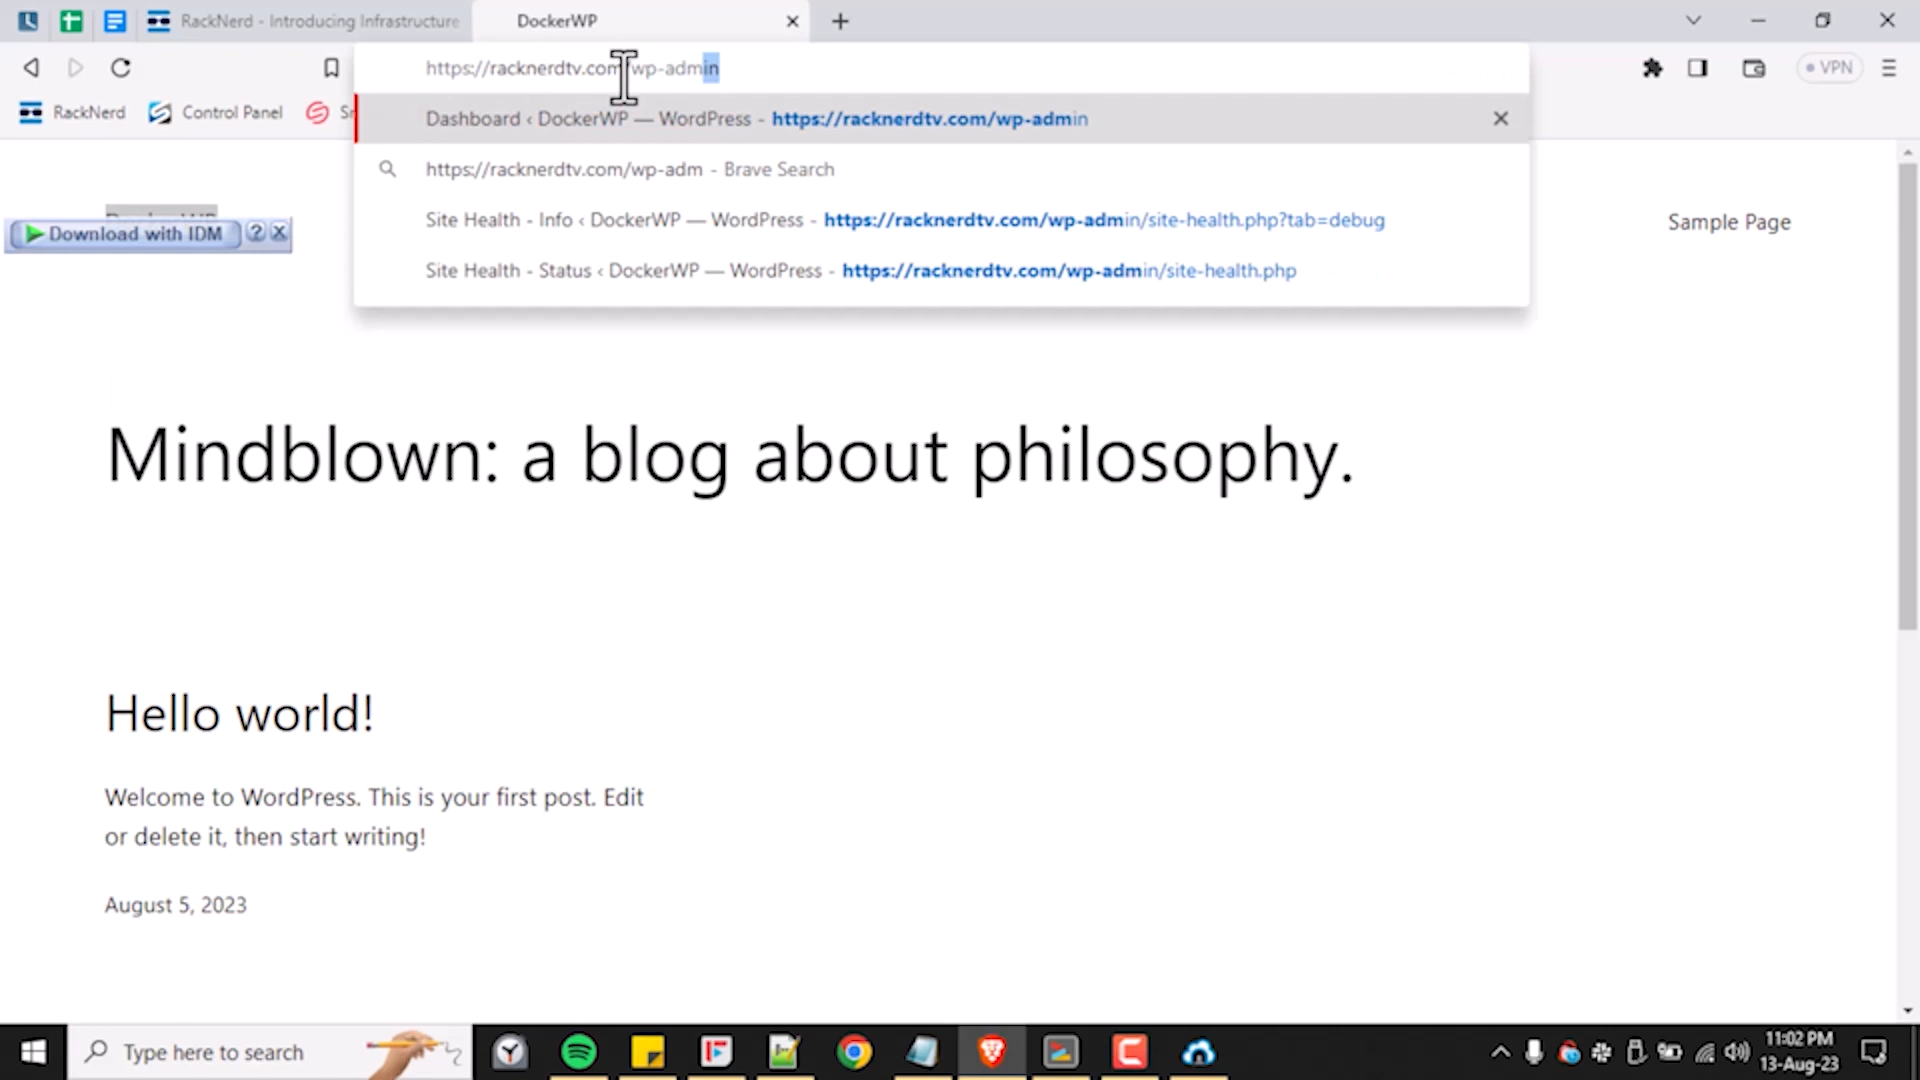 RackNerd - Introducing Infrastructure
DockerWP
https://racknerdtv.com/wp-admin
VPN
RackNerd
Control Panel
Dashboard ‹ DockerWP — WordPress - https://racknerdtv.com/wp-admin
https://racknerdtv.com/wp-adm - Brave Search
Site Health - Info ‹ DockerWP — WordPress - https://racknerdtv.com/wp-admin/site-health.php?tab=debug
Site Health - Status ‹ DockerWP — WordPress - https://racknerdtv.com/wp-admin/site-health.php
Download with IDM
Sample Page
Mindblown: a blog about philosophy.
Hello world!
Welcome to WordPress. This is your first post. Edit
or delete it, then start writing!
August 5, 2023
Type here to search
11:02 PM
13-Aug-23